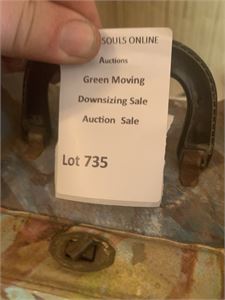 SOULS ONLINE
Auctions
Green Moving
Downsizing Sale
Auction Sale
Lot 735